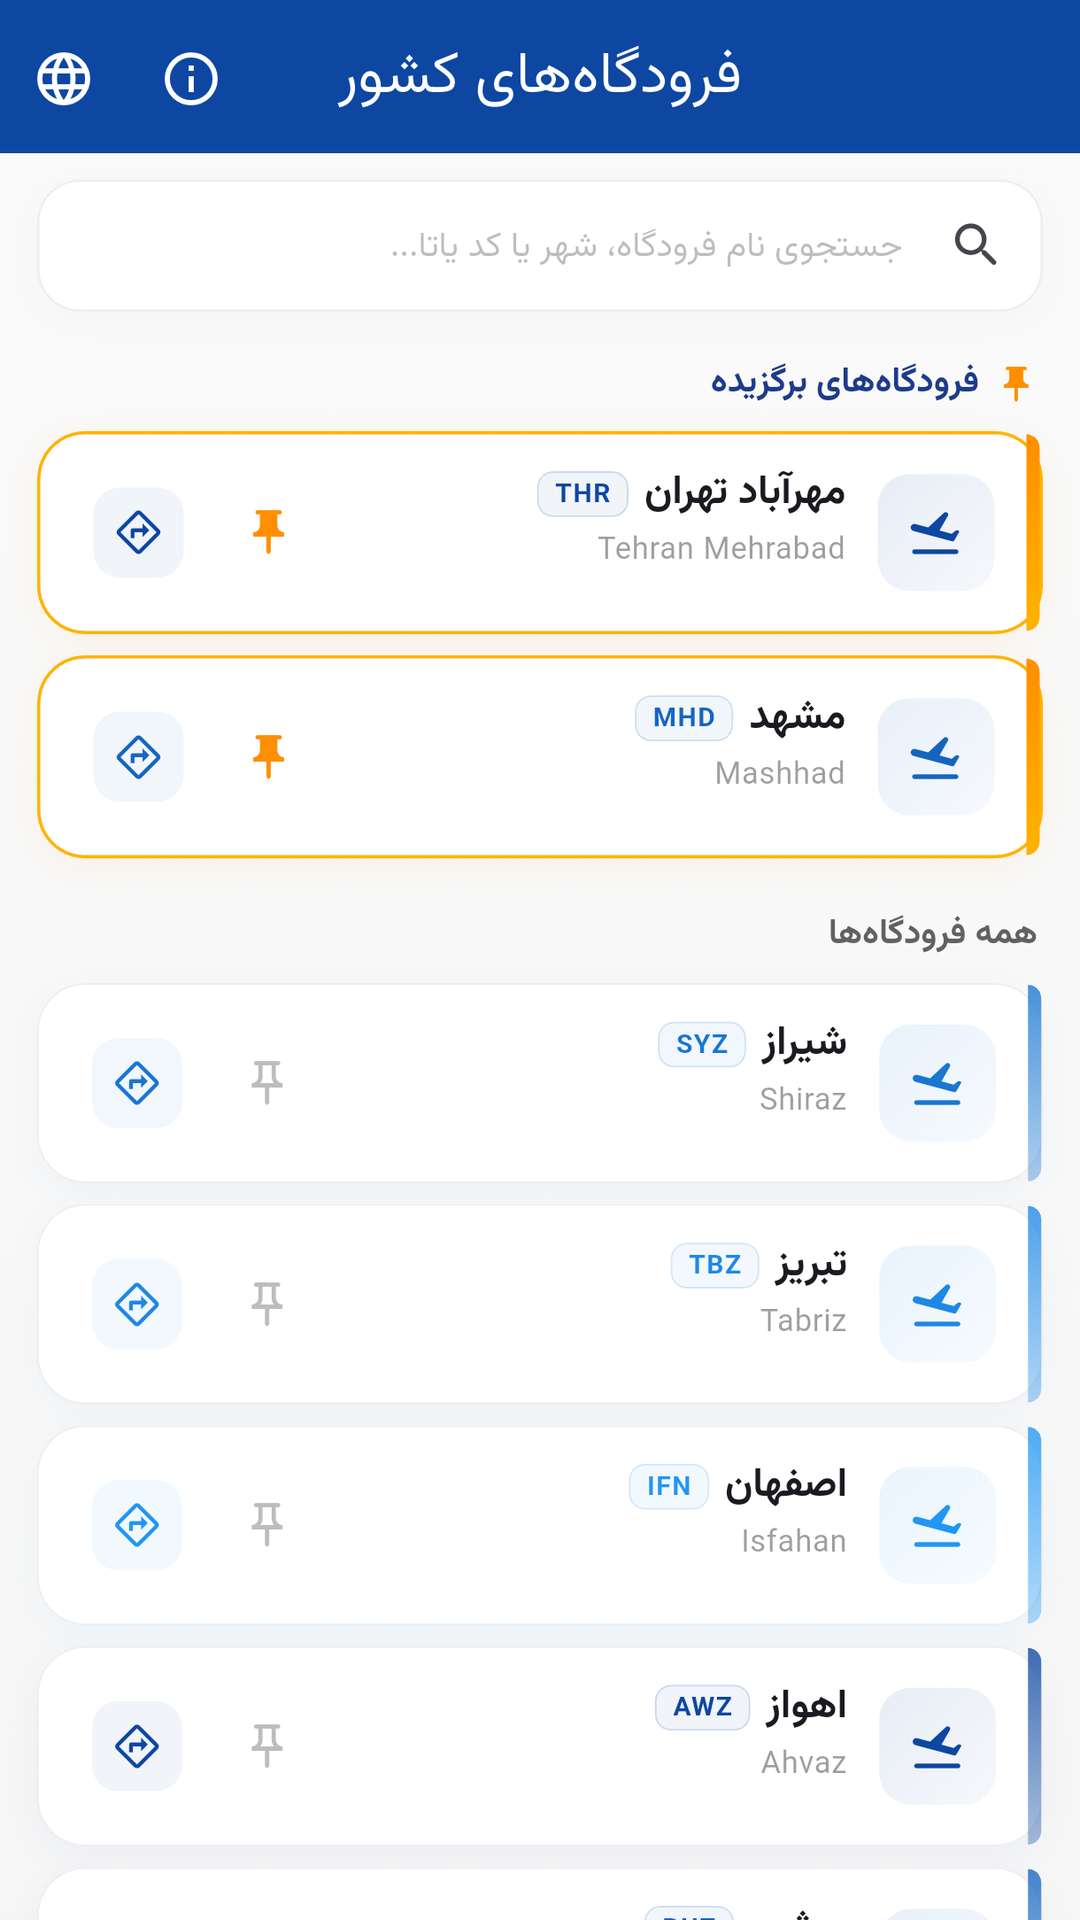 فرودگاه‌های کشور
جستجوی نام فرودگاه، شهر یا کد یاتا...
فرودگاه‌های برگزیده
مهرآباد تهران THR
Tehran Mehrabad
مشهد MHD
Mashhad
همه فرودگاه‌ها
شیراز SYZ
Shiraz
تبریز TBZ
Tabriz
اصفهان IFN
Isfahan
اهواز AWZ
Ahvaz